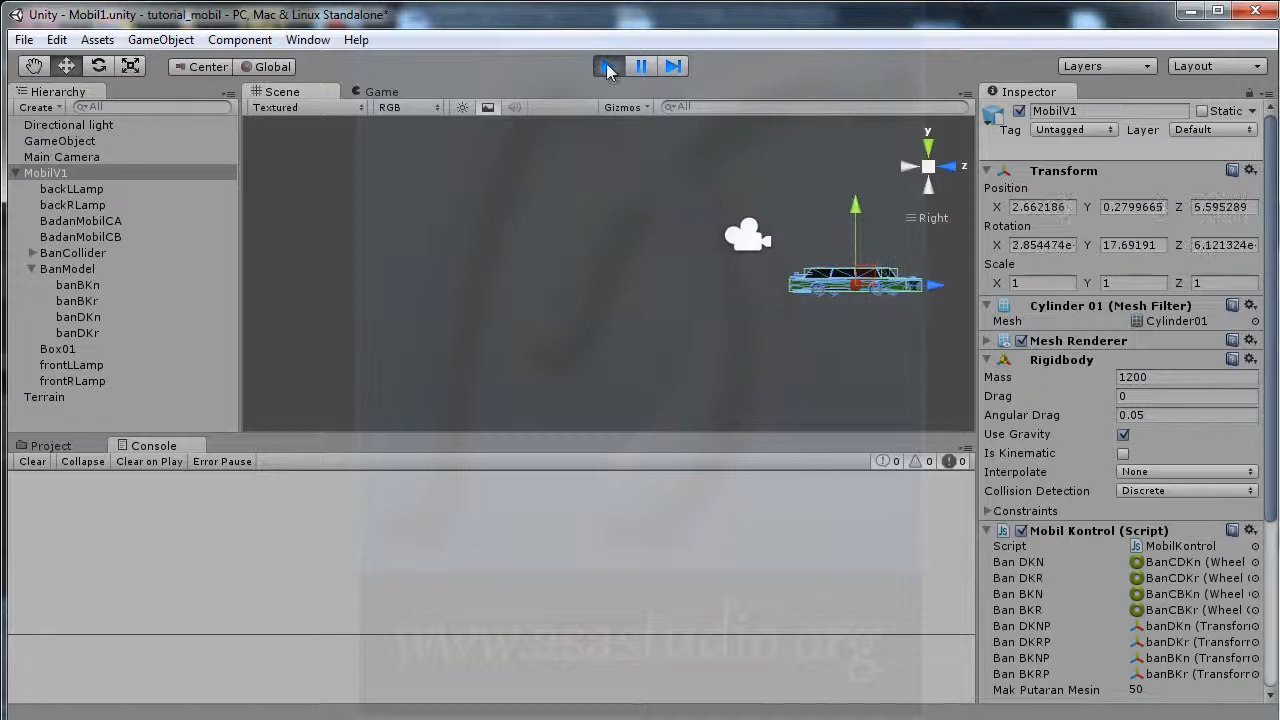 Unity - Mobil1.unity - tutorial_mobil - PC, Mac & Linux Standalone*
File Edit Assets GameObject Component Window Help
Center Global Layers Layout
Hierarchy
Create All
Directional light
GameObject
Main Camera
MobilV1
backLLamp
backRLamp
BadanMobilCA
BadanMobilCB
BanCollider
BanModel
banBKn
banBKr
banDKn
banDKr
Box01
frontLLamp
frontRLamp
Terrain
Scene Game
Textured RGB Gizmos All
y
z
Right
Project Console
Clear Collapse Clear on Play Error Pause 0 0 0
www.acastudio.org
Inspector
MobilV1 Static
Tag Untagged Layer Default
Transform
Position
X 2.662186 Y 0.2799665 Z 5.595289
Rotation
X 2.854474e- Y 17.69191 Z 6.121324e-
Scale
X 1 Y 1 Z 1
Cylinder 01 (Mesh Filter)
Mesh Cylinder01
Mesh Renderer
Rigidbody
Mass 1200
Drag 0
Angular Drag 0.05
Use Gravity
Is Kinematic
Interpolate None
Collision Detection Discrete
Constraints
Mobil Kontrol (Script)
Script MobilKontrol
Ban DKN BanCDKn (Wheel
Ban DKR BanCDKr (Wheel
Ban BKN BanCBKn (Wheel
Ban BKR BanCBKr (Wheel
Ban DKNP banDKn (Transfor
Ban DKRP banDKr (Transfor
Ban BKNP banBKn (Transfor
Ban BKRP banBKr (Transfor
Mak Putaran Mesin 50